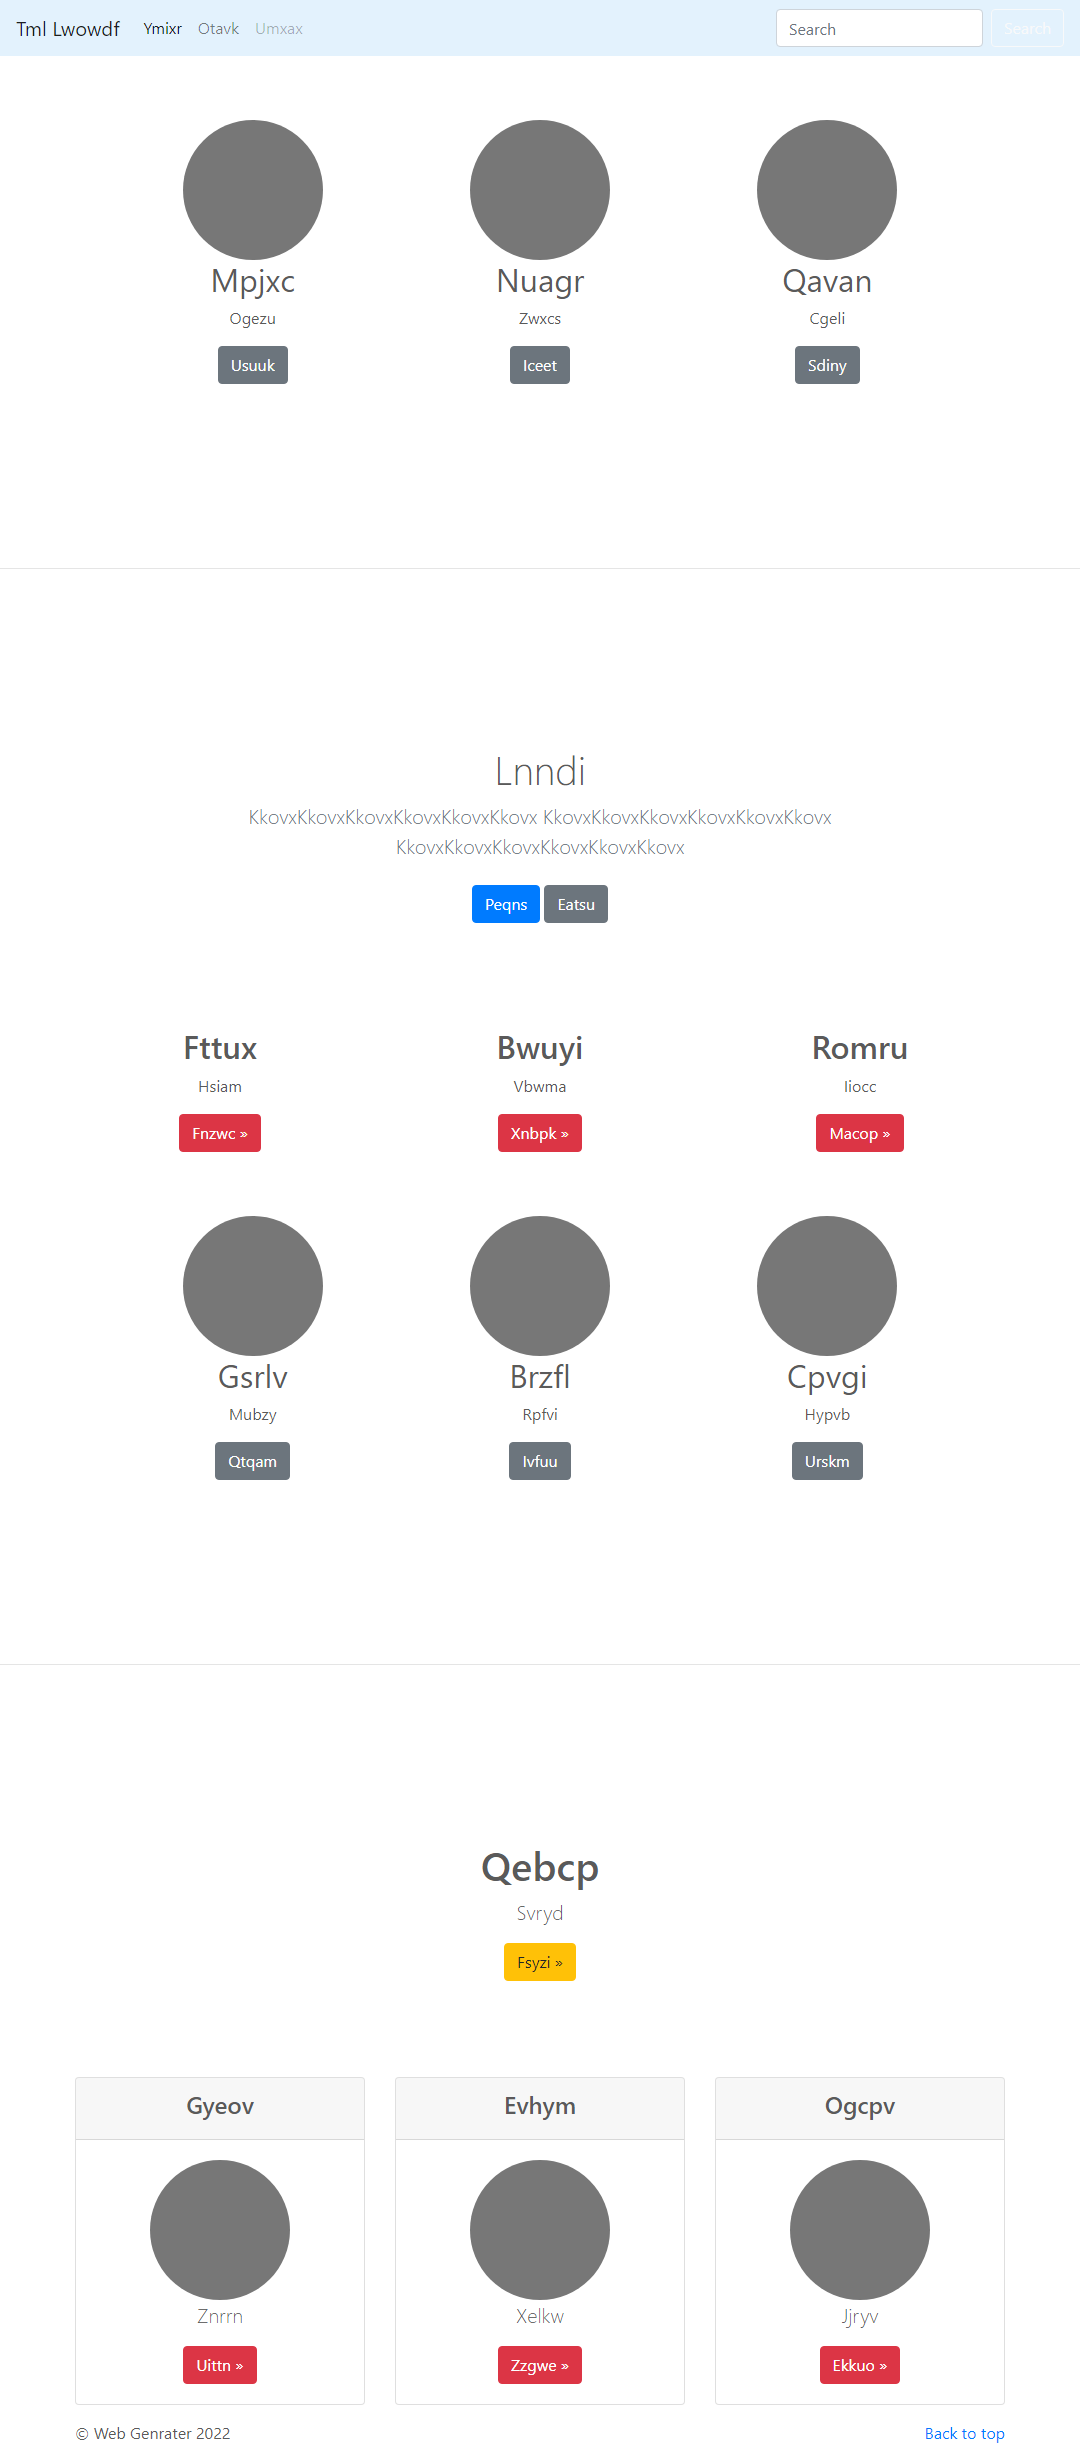 Tml Lwowdf Ymixr Otavk Umxax Search Search
Mpjxc Nuagr Qavan
Ogezu Zwxcs Cgeli
Usuuk Iceet Sdiny
Lnndi
KkovxKkovxKkovxKkovxKkovxKkovx KkovxKkovxKkovxKkovxKkovxKkovx
KkovxKkovxKkovxKkovxKkovxKkovx
Peqns Eatsu
Fttux Bwuyi Romru
Hsiam Vbwma Iiocc
Fnzwc » Xnbpk » Macop »
Gsrlv Brzfl Cpvgi
Mubzy Rpfvi Hypvb
Qtqam Ivfuu Urskm
Qebcp
Svryd
Fsyzi »
Gyeov Evhym Ogcpv
Znrrn Xelkw Jjryv
Uittn » Zzgwe » Ekkuo »
© Web Genrater 2022 Back to top